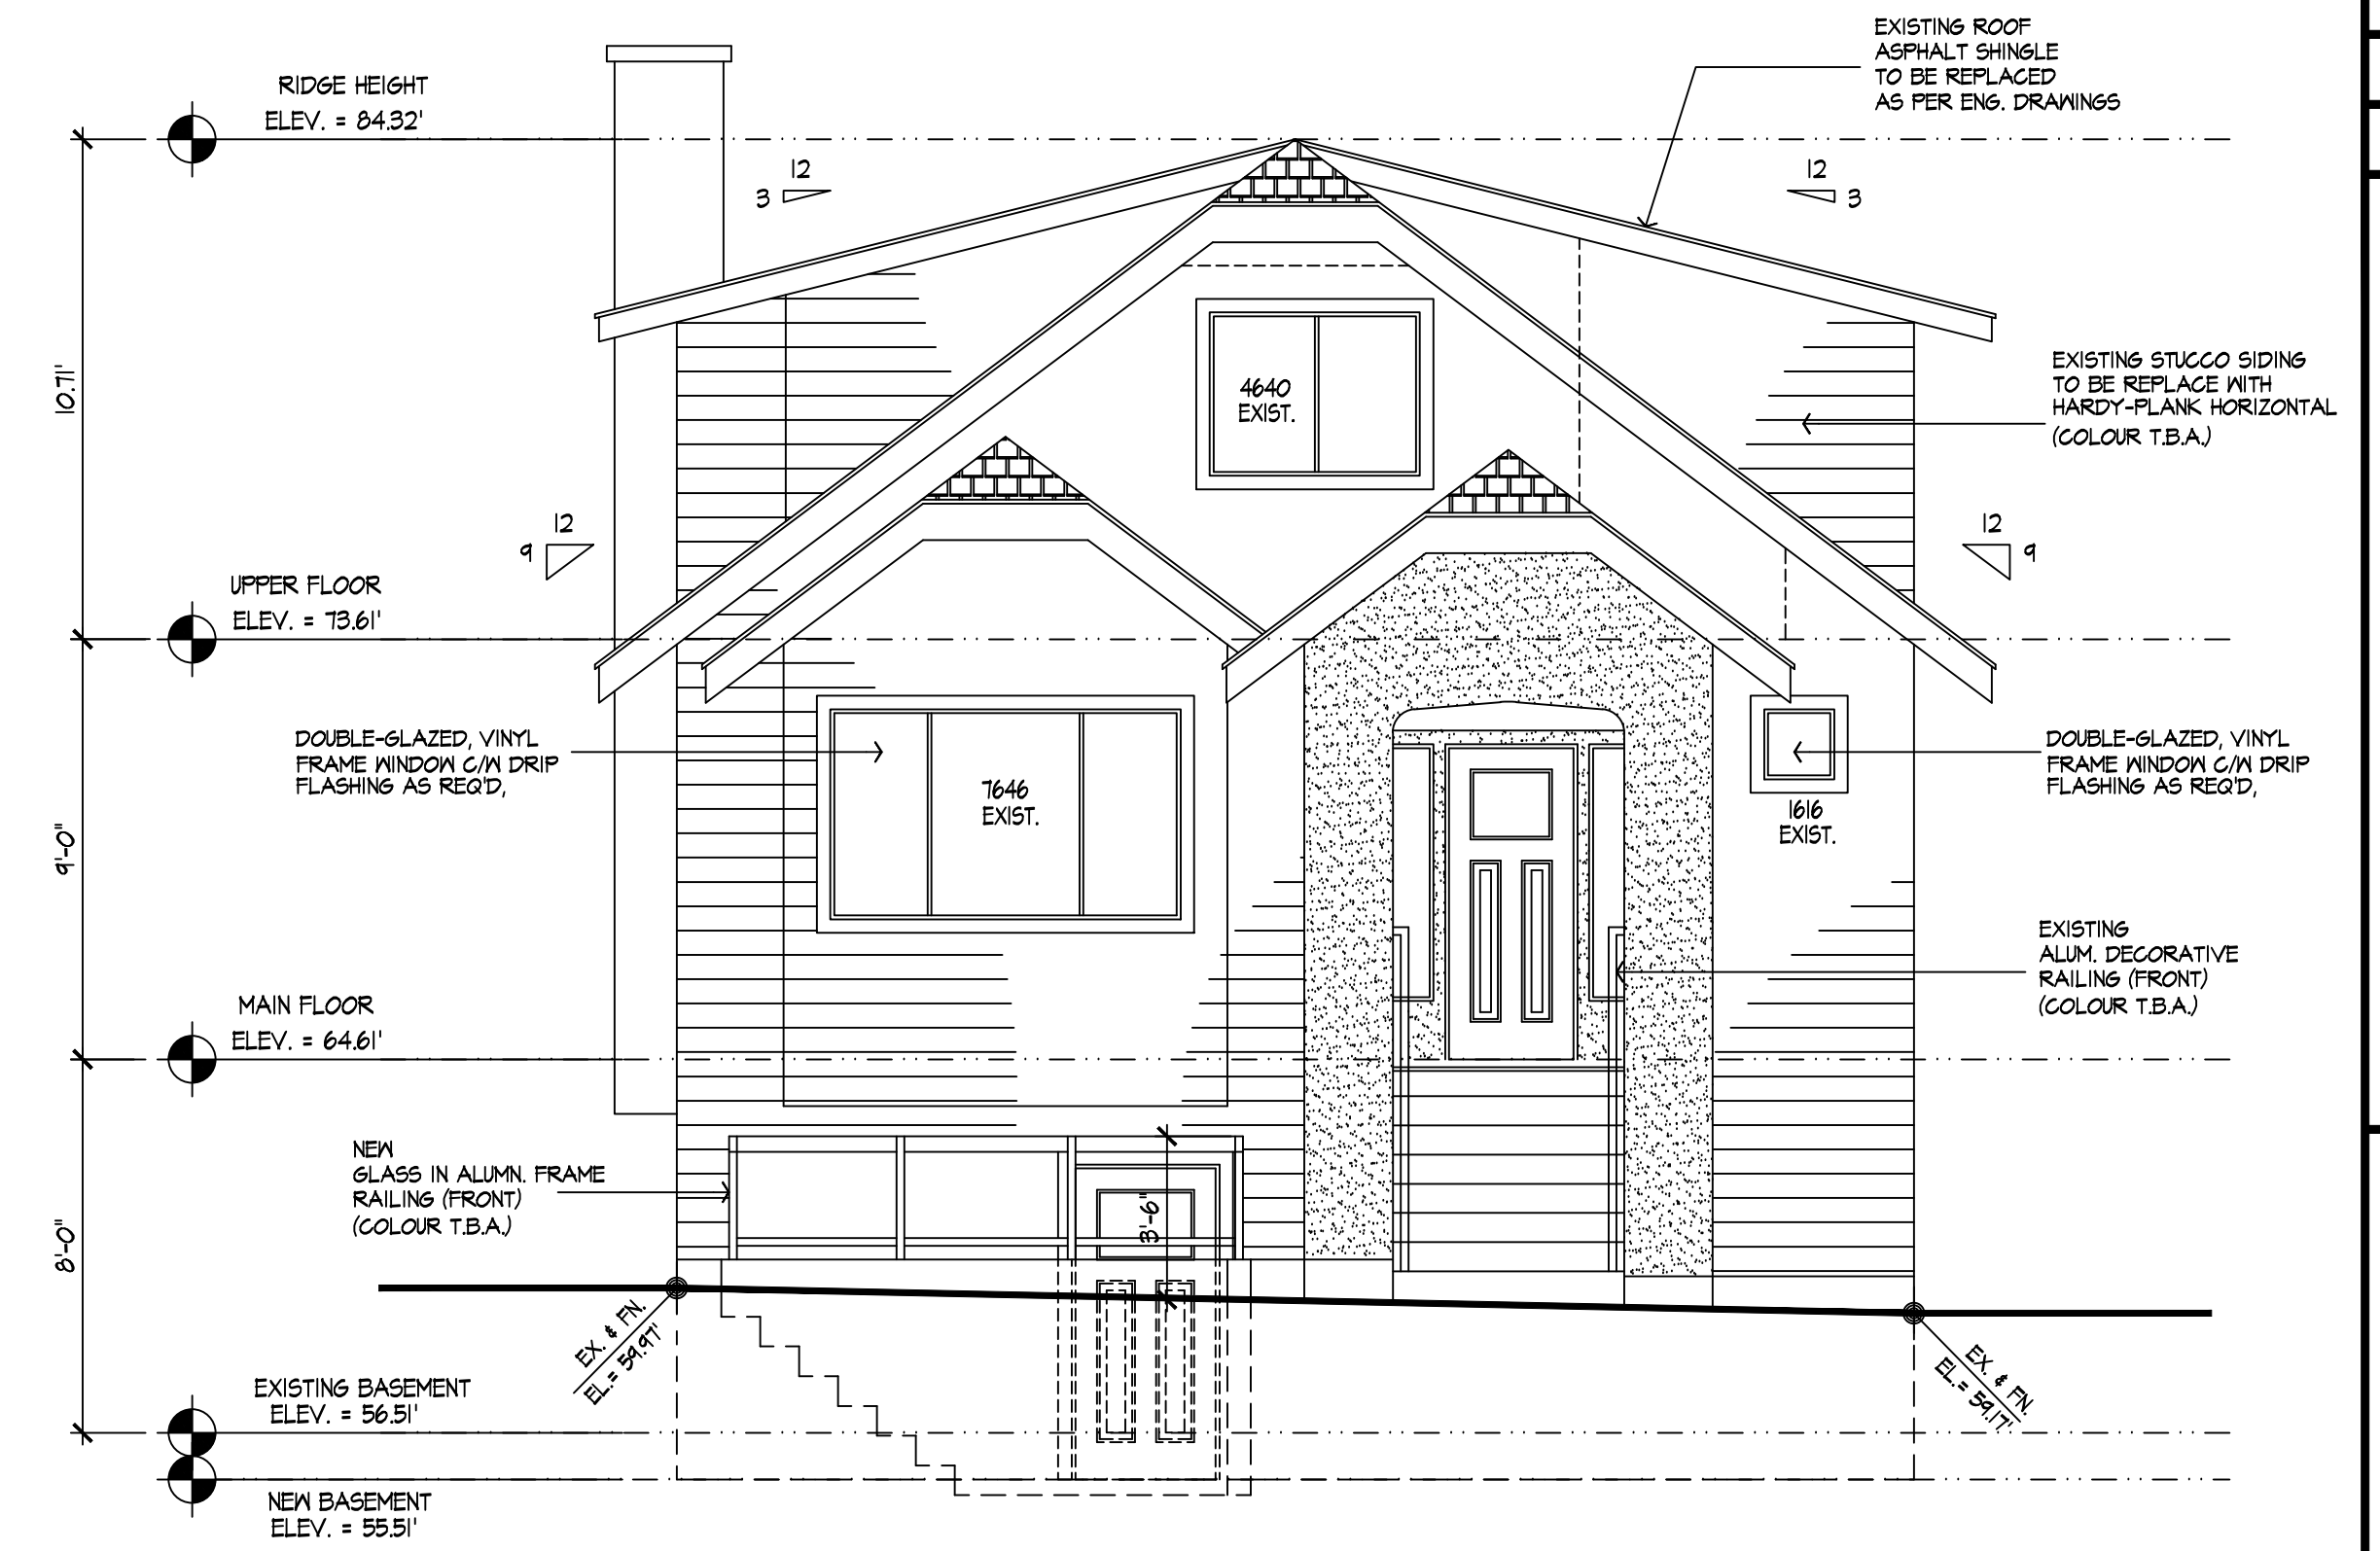 EXISTING ROOF
ASPHALT SHINGLE
TO BE REPLACED
AS PER ENG. DRAWINGS
RIDGE HEIGHT
ELEV. = 84.32'
12
3
12
3
10.71'
EXISTING STUCCO SIDING
TO BE REPLACE WITH
HARDY-PLANK HORIZONTAL
(COLOUR T.B.A.)
4640
EXIST.
12
9
12
9
UPPER FLOOR
ELEV. = 73.61'
DOUBLE-GLAZED, VINYL
FRAME WINDOW C/W DRIP
FLASHING AS REQ'D,
7646
EXIST.
DOUBLE-GLAZED, VINYL
FRAME WINDOW C/W DRIP
FLASHING AS REQ'D,
1616
EXIST.
9'-0"
EXISTING
ALUM. DECORATIVE
RAILING (FRONT)
(COLOUR T.B.A.)
MAIN FLOOR
ELEV. = 64.61'
NEW
GLASS IN ALUMN. FRAME
RAILING (FRONT)
(COLOUR T.B.A.)
3'-6"
8'-0"
EX. & FN.
EL.= 59.97'
EX. & FN.
EL.= 59.17'
EXISTING BASEMENT
ELEV. = 56.51'
NEW BASEMENT
ELEV. = 55.51'